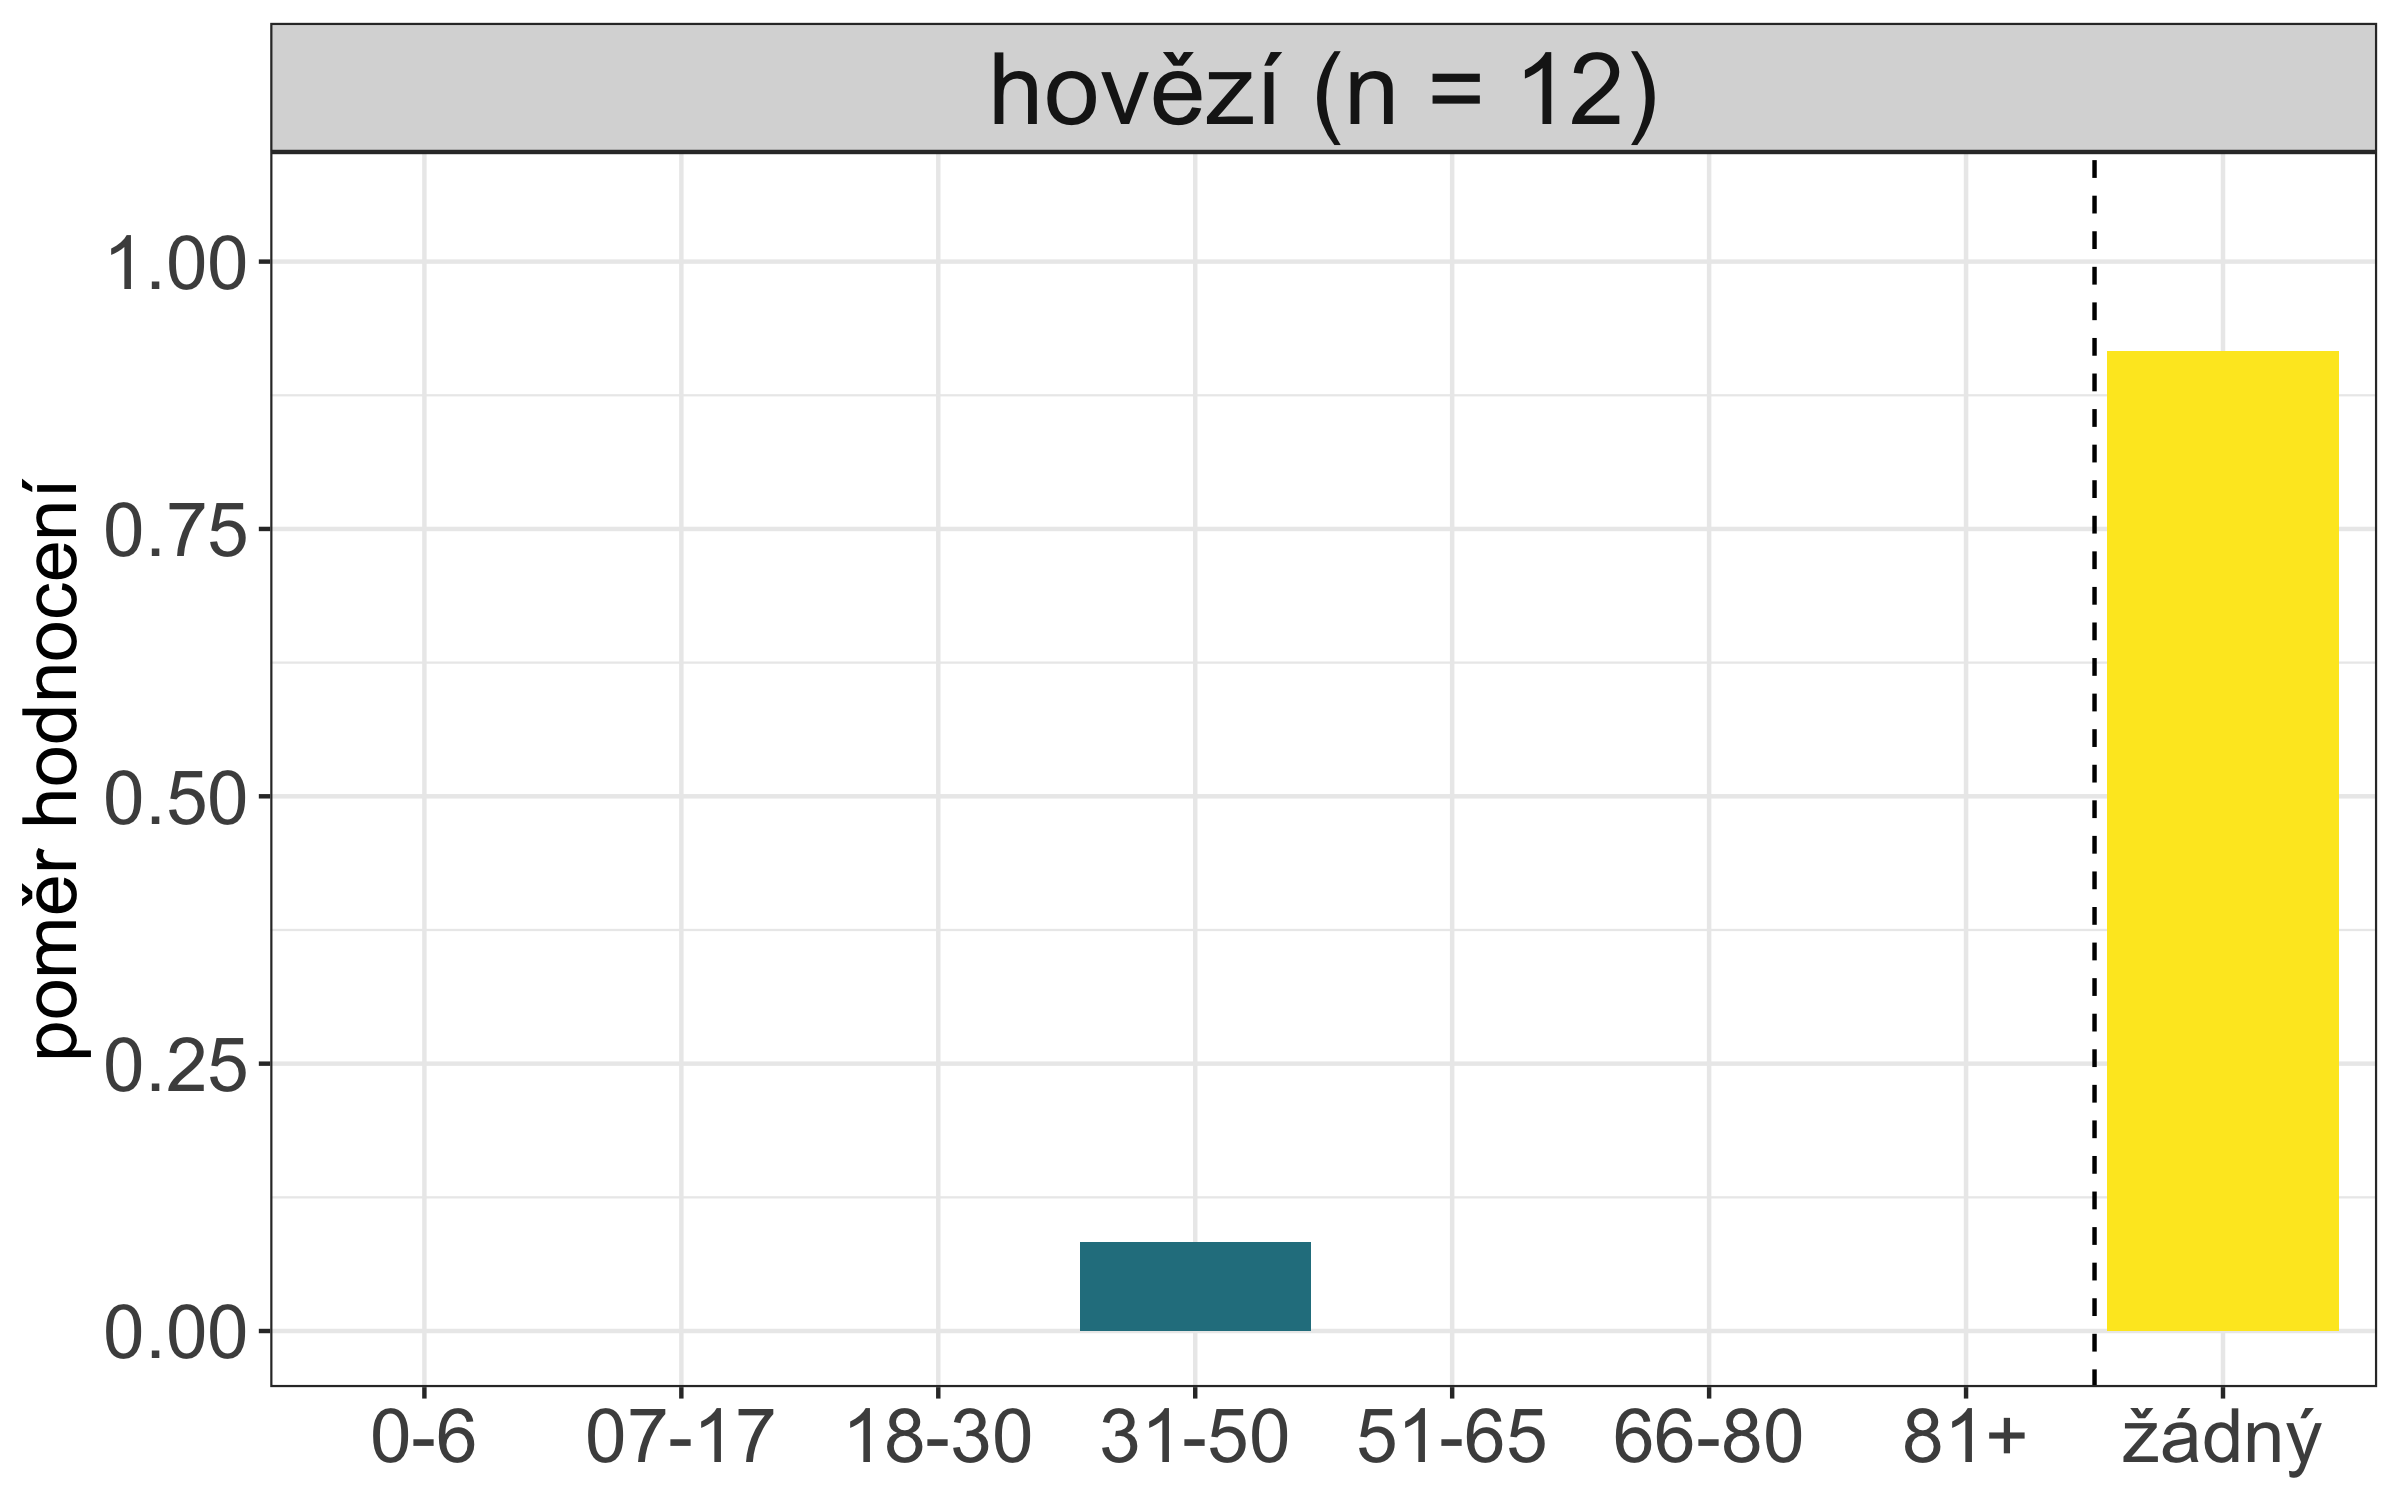 hovězí (n = 12)
poměr hodnocení
1.00
0.75
0.50
0.25
0.00
0-6 07-17 18-30 31-50 51-65 66-80 81+ žádný